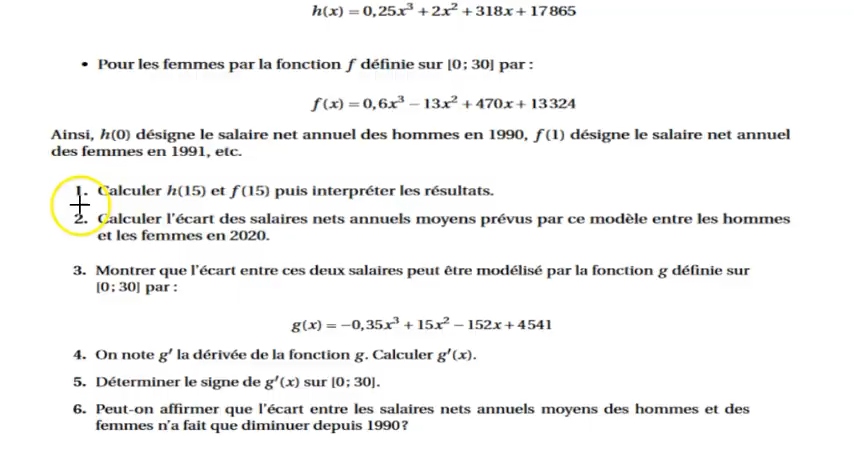 h(x) = 0,25x³ + 2x² + 318x + 17865
• Pour les femmes par la fonction f définie sur [0 ; 30] par :
f(x) = 0,6x³ − 13x² + 470x + 13324
Ainsi, h(0) désigne le salaire net annuel des hommes en 1990, f(1) désigne le salaire net annuel
des femmes en 1991, etc.
1. Calculer h(15) et f(15) puis interpréter les résultats.
2. Calculer l'écart des salaires nets annuels moyens prévus par ce modèle entre les hommes
et les femmes en 2020.
3. Montrer que l'écart entre ces deux salaires peut être modélisé par la fonction g définie sur
[0 ; 30] par :
g(x) = −0,35x³ + 15x² − 152x + 4541
4. On note g′ la dérivée de la fonction g. Calculer g′(x).
5. Déterminer le signe de g′(x) sur [0 ; 30].
6. Peut-on affirmer que l'écart entre les salaires nets annuels moyens des hommes et des
femmes n'a fait que diminuer depuis 1990 ?